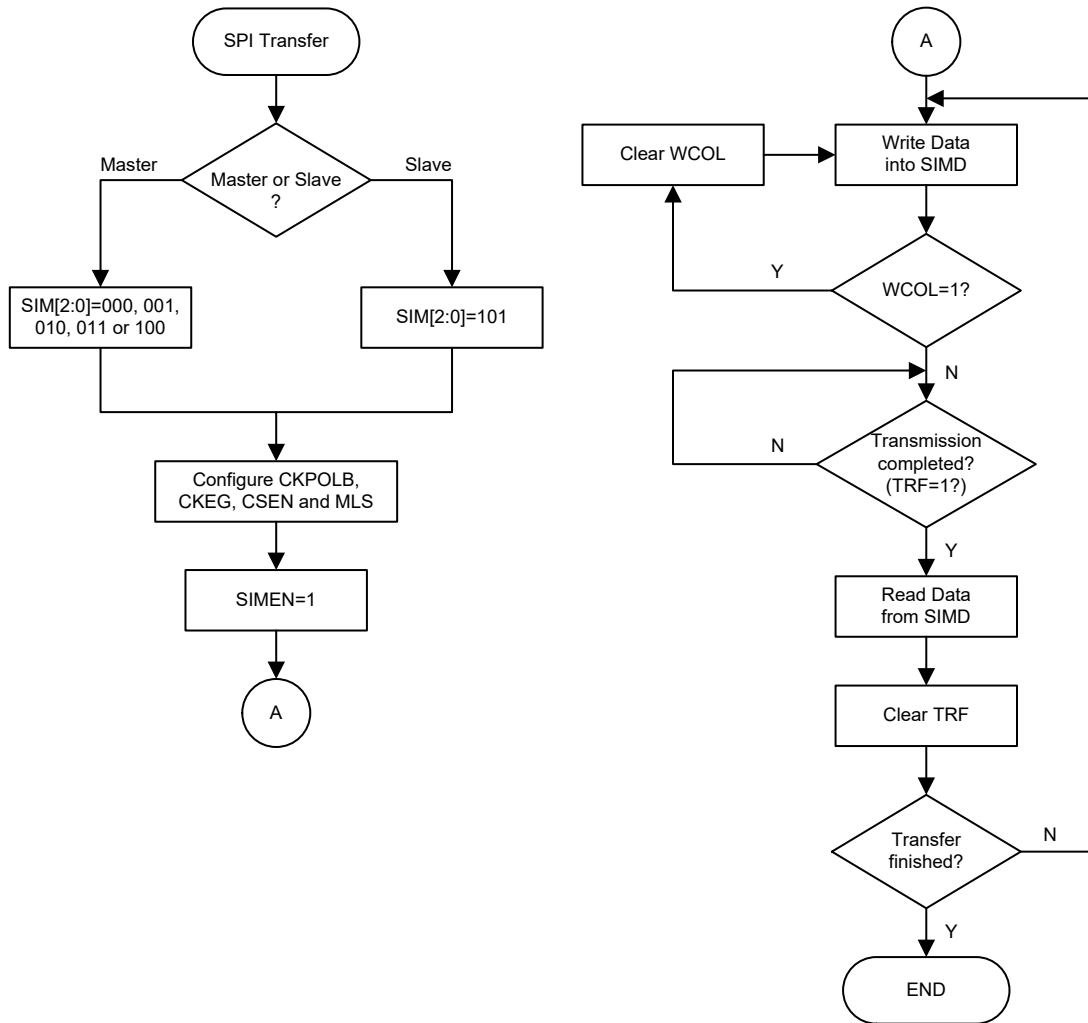 SPI Transfer
Master or Slave
?
Master
Slave
SIM[2:0]=000, 001,
010, 011 or 100
SIM[2:0]=101
Configure CKPOLB,
CKEG, CSEN and MLS
SIMEN=1
A
A
Write Data
into SIMD
Clear WCOL
WCOL=1?
Y
N
Transmission
completed?
(TRF=1?)
N
Y
Read Data
from SIMD
Clear TRF
Transfer
finished?
N
Y
END